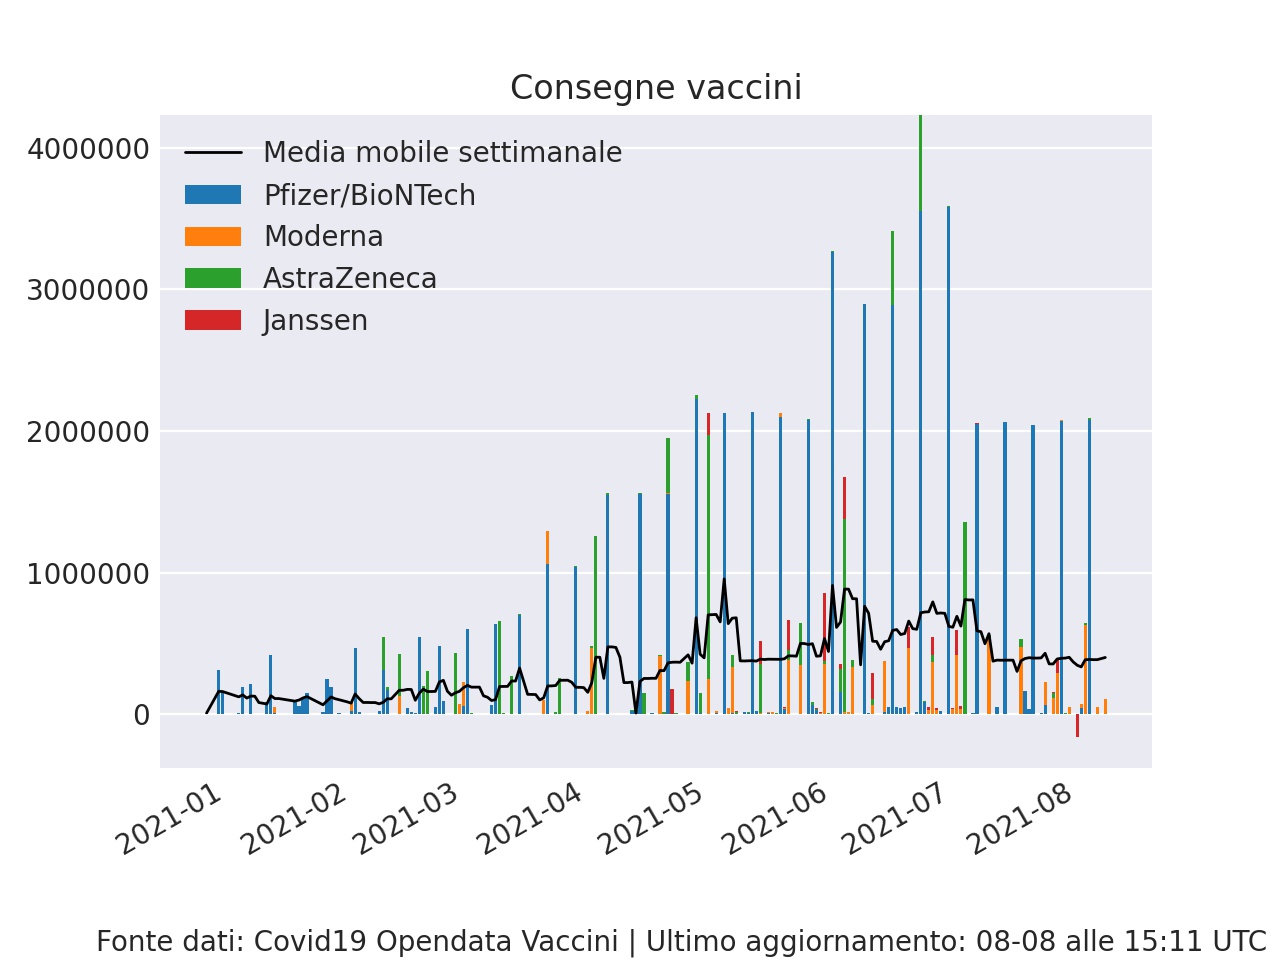 Consegne vaccini
4000000
3000000
2000000
1000000
0
Media mobile settimanale
Pfizer/BioNTech
Moderna
AstraZeneca
Janssen
2021-01
2021-02
2021-03
2021-04
2021-05
2021-06
2021-07
2021-08
Fonte dati: Covid19 Opendata Vaccini | Ultimo aggiornamento: 08-08 alle 15:11 UTC